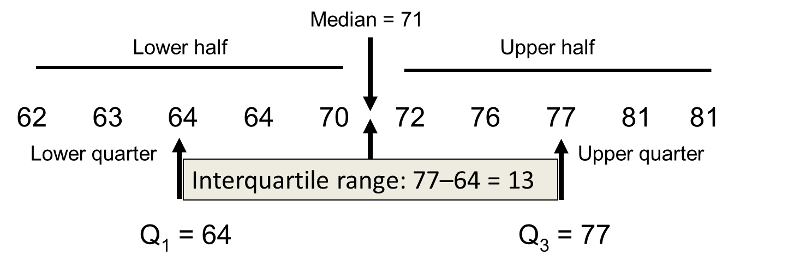 Median = 71
Lower half
Upper half
62 63 64 64 70 72 76 77 81 81
Lower quarter
Upper quarter
Interquartile range: 77–64 = 13
Q1 = 64
Q3 = 77